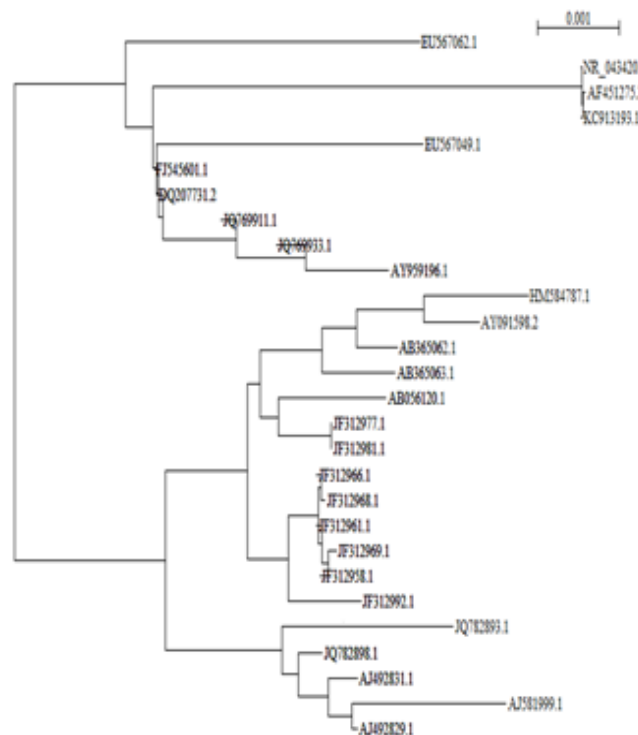 0.001
EU567062.1
NR_043420
AF451275.
KC913193.1
EU567049.1
FJ545601.1
DQ207731.2
JQ769911.1
JQ769933.1
AY959196.1
HM584787.1
AY091598.2
AB365062.1
AB365063.1
AB056120.1
JF312977.1
JF312981.1
JF312966.1
JF312968.1
JF312961.1
JF312969.1
JF312958.1
JF312992.1
JQ782893.1
JQ782898.1
AJ492831.1
AJ581999.1
AJ492829.1